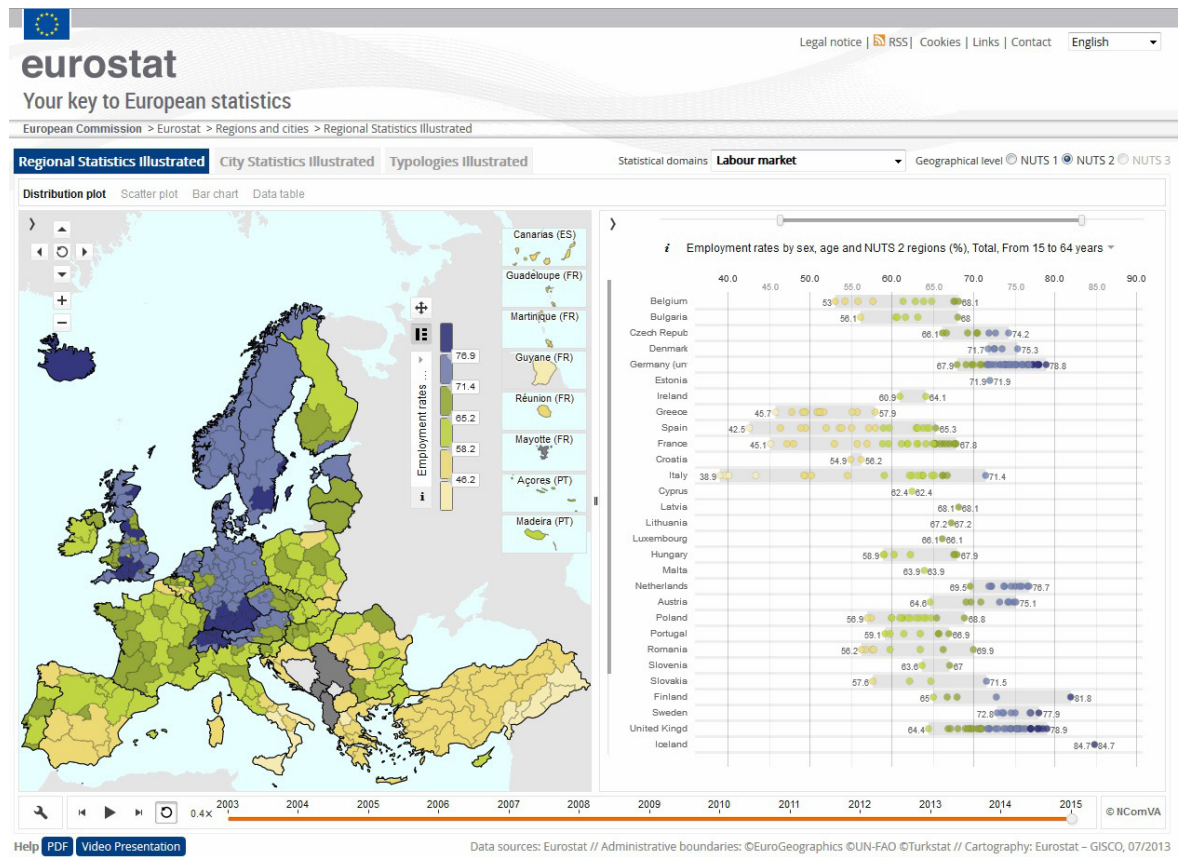 Legal notice | RSS| Cookies | Links | Contact English
eurostat
Your key to European statistics
European Commission > Eurostat > Regions and cities > Regional Statistics Illustrated
Regional Statistics Illustrated City Statistics Illustrated Typologies Illustrated Statistical domains Labour market Geographical level NUTS 1 NUTS 2 NUTS 3
Distribution plot Scatter plot Bar chart Data table
Canarias (ES)
Guadeloupe (FR)
Martinique (FR)
Guyane (FR)
Réunion (FR)
Mayotte (FR)
Açores (PT)
Madeira (PT)
Employment rates ...
76.9
71.4
65.2
58.2
46.2
i
i Employment rates by sex, age and NUTS 2 regions (%), Total, From 15 to 64 years
40.0 50.0 60.0 70.0 80.0 90.0
45.0 55.0 65.0 75.0 85.0
Belgium 53 68.1
Bulgaria 56.1 68
Czech Repub 66.1 74.2
Denmark 71.7 75.3
Germany (un 67.9 78.8
Estonia 71.9 71.9
Ireland 60.9 64.1
Greece 45.7 57.9
Spain 42.5 65.3
France 45.1 67.8
Croatia 54.9 56.2
Italy 38.9 71.4
Cyprus 62.4 62.4
Latvia 68.1 68.1
Lithuania 67.2 67.2
Luxembourg 66.1 66.1
Hungary 58.9 67.9
Malta 63.9 63.9
Netherlands 69.5 76.7
Austria 64.6 75.1
Poland 56.9 68.8
Portugal 59.1 66.9
Romania 56.2 69.9
Slovenia 63.6 67
Slovakia 57.6 71.5
Finland 65 81.8
Sweden 72.8 77.9
United Kingd 64.4 78.9
Iceland 84.7 84.7
0.4x 2003 2004 2005 2006 2007 2008 2009 2010 2011 2012 2013 2014 2015 © NComVA
Help PDF Video Presentation Data sources: Eurostat // Administrative boundaries: ©EuroGeographics ©UN-FAO ©Turkstat // Cartography: Eurostat – GISCO, 07/2013